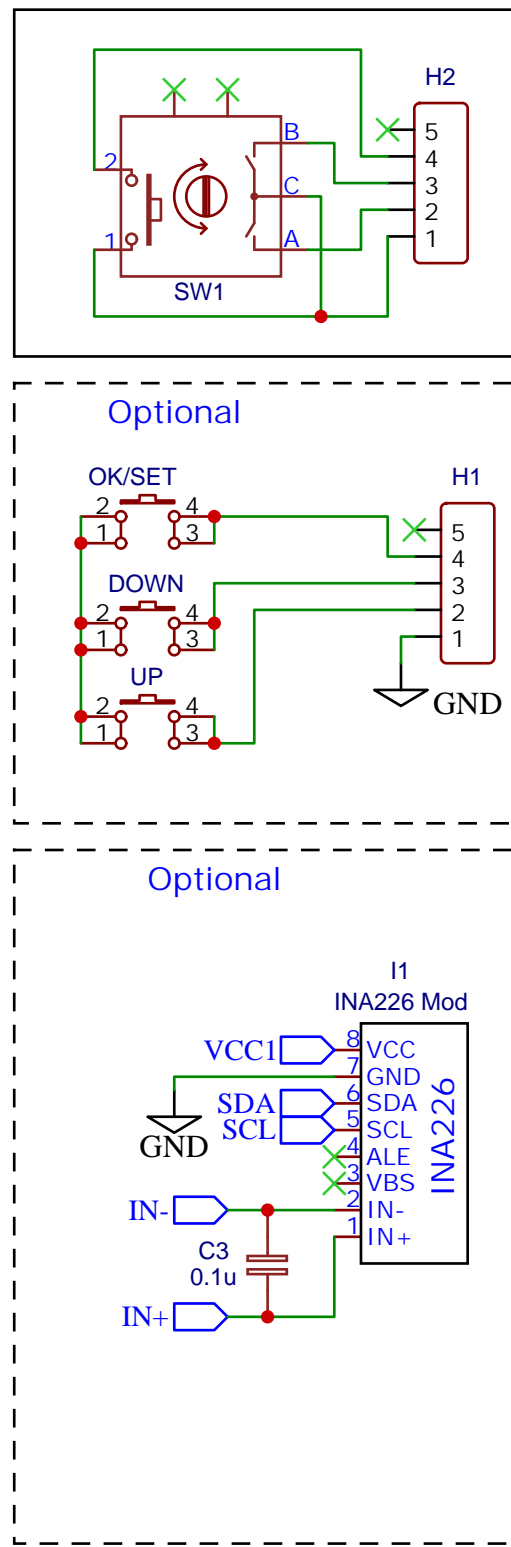 H2
B
5
2
4
C
3
2
1
A
1
SW1
Optional
OK/SET
H1
2 4
5
1 3
4
DOWN
3
2 4
2
1 3
1
UP
GND
2 4
1 3
Optional
I1
INA226 Mod
VCC1 8 VCC
7 GND
SDA 6 SDA
SCL 5 SCL
GND
4 ALE
3 VBS
IN- 2 IN-
1 IN+
INA226
C3
0.1u
IN+